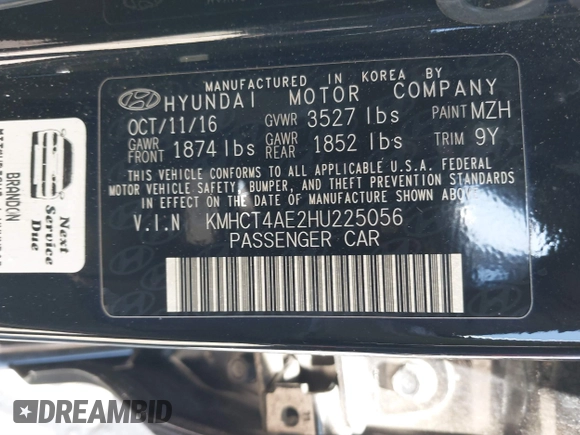 MANUFACTURED IN KOREA BY
HYUNDAI MOTOR COMPANY
OCT/11/16 GVWR 3527 lbs PAINT MZH
GAWR FRONT 1874 lbs GAWR REAR 1852 lbs TRIM 9Y
THIS VEHICLE CONFORMS TO ALL APPLICABLE U.S.A. FEDERAL
MOTOR VEHICLE SAFETY, BUMPER, AND THEFT PREVENTION STANDARDS
IN EFFECT ON THE DATE OF MANUFACTURE SHOWN ABOVE.
V.I.N KMHCT4AE2HU225056
PASSENGER CAR
Next
Service
Due
BRANDON
DREAMBID